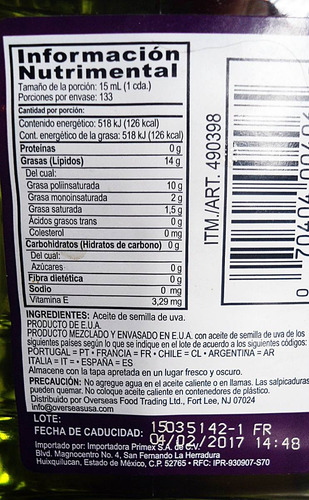 Información
Nutrimental
Tamaño de la porción: 15 mL (1 cda.)
Porciones por envase: 133
Cantidad por porción:
Contenido energético: 518 kJ (126 kcal)
Cont. energético de la grasa: 518 kJ (126 kcal)
Proteínas 0 g
Grasas (Lípidos) 14 g
Del cual:
Grasa poliinsaturada 10 g
Grasa monoinsaturada 2 g
Grasa saturada 1,5 g
Ácidos grasos trans 0 g
Colesterol 0 mg
Carbohidratos (Hidratos de carbono) 0 g
Del cual:
Azúcares 0 g
Fibra dietética 0 g
Sodio 0 mg
Vitamina E 3,29 mg
ITM./ART. 490398
INGREDIENTES: Aceite de semilla de uva.
PRODUCTO DE E.U.A.
PRODUCTO MEZCLADO Y ENVASADO EN E.U.A. con aceite de semilla de uva de los
siguientes países según lo que se indique en el lote de acuerdo a los siguientes códigos:
PORTUGAL = PT • FRANCIA = FR • CHILE = CL • ARGENTINA = AR
ITALIA = IT • ESPAÑA = ES
Almacene con la tapa apretada en un lugar fresco y oscuro.
PRECAUCIÓN: No agregue agua en el aceite caliente o en llamas. Las salpicaduras
pueden quemar. No coloque aceite caliente en contenedores de plástico.
Distribuido por Overseas Food Trading Ltd., Fort Lee, NJ 07024
info@overseasusa.com
LOTE: 15035142-1 FR
FECHA DE CADUCIDAD: 04/02/2017 14:48
Importado por: Importadora Primex S.A. de C.V.
Blvd. Magnocentro No. 4, San Fernando La Herradura
Huixquilucan, Estado de México, C.P. 52765 • RFC: IPR-930907-S70